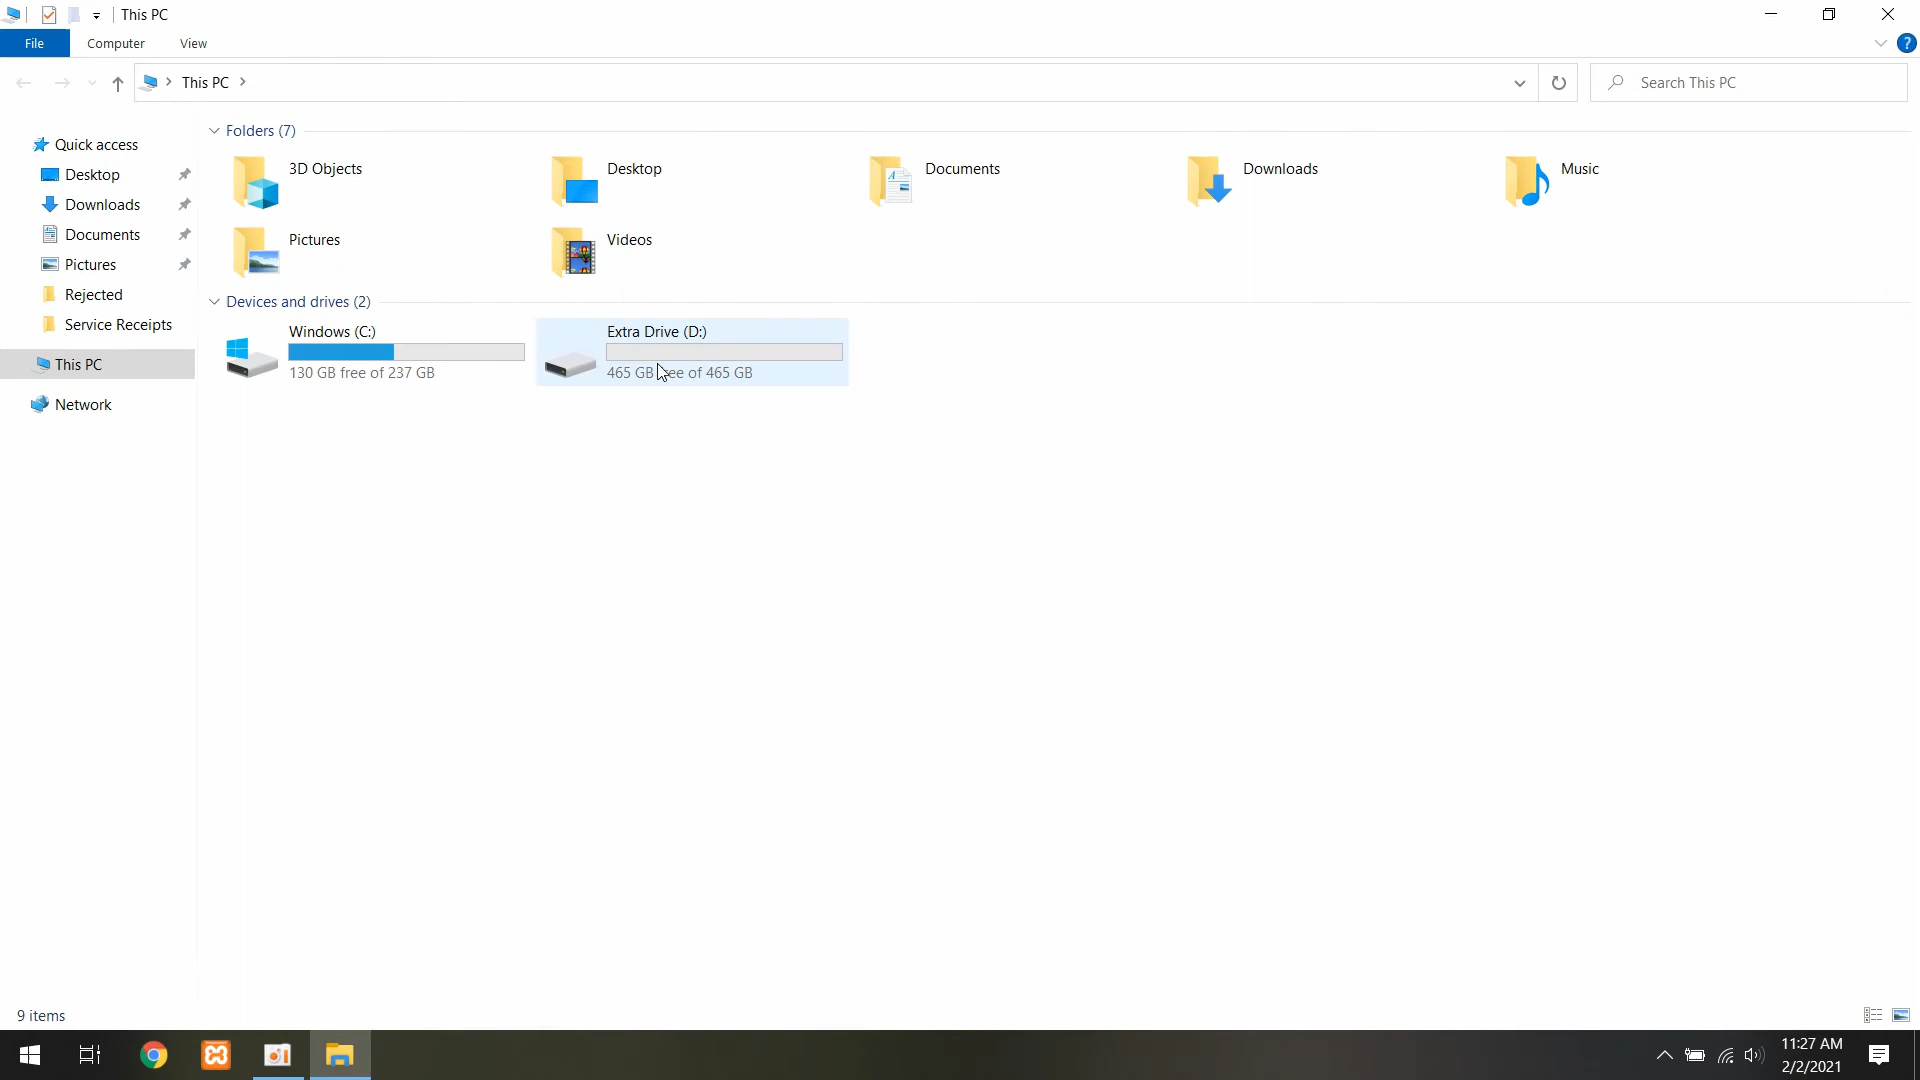 This PC
File Computer View
This PC
Search This PC
Quick access
Desktop
Downloads
Documents
Pictures
Rejected
Service Receipts
This PC
Network
Folders (7)
3D Objects
Desktop
Documents
Downloads
Music
Pictures
Videos
Devices and drives (2)
Windows (C:)
130 GB free of 237 GB
Extra Drive (D:)
465 GB free of 465 GB
9 items
11:27 AM
2/2/2021